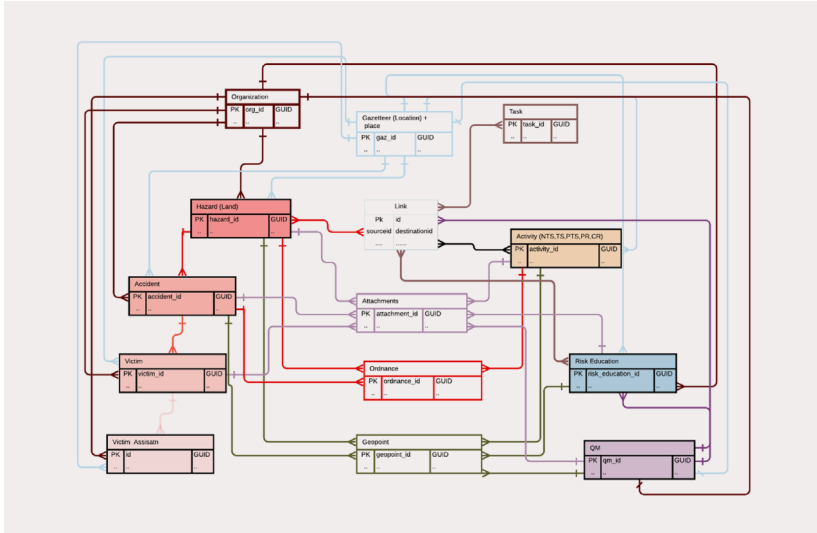 Organization
PK org_id GUID
.. .. ..
Gazetteer (Location) +
place
PK gaz_id GUID
.. .. ..
Task
PK task_id GUID
.. .. ..
Hazard (Land)
PK hazard_id GUID
.. .. ..
Link
Pk id
sourceid destinationid
.... ......
Activity (NTS,TS,PTS,PR,CR)
PK activity_id GUID
.. .. ..
Accident
PK accident_id GUID
.. .. ..
Attachments
PK attachment_id GUID
.. .. ..
Victim
PK victim_id GUID
.. .. ..
Ordnance
PK ordnance_id GUID
.. .. ..
Risk Education
PK risk_education_id GUID
.. .. ..
Victim Assisatn
PK id GUID
.. .. ..
Geopoint
PK geopoint_id GUID
.. .. ..
QM
PK qm_id GUID
.. .. ..